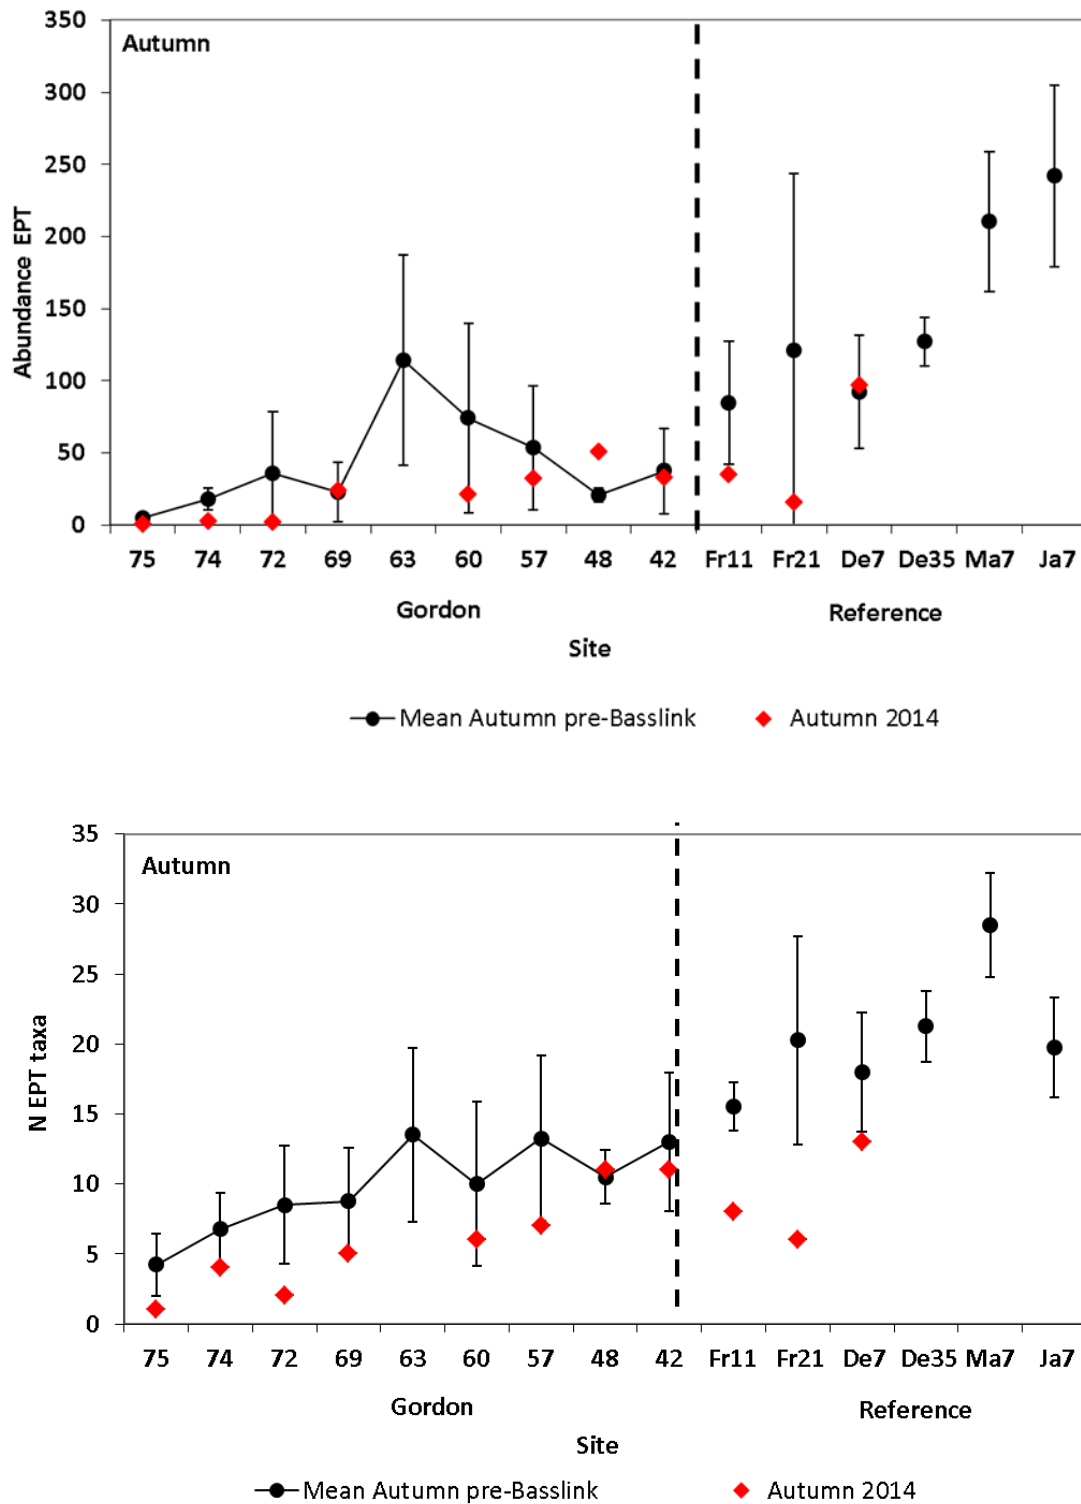 350
Autumn
300
250
200
150
100
50
0
Abundance EPT
75 74 72 69 63 60 57 48 42 Fr11 Fr21 De7 De35 Ma7 Ja7
Gordon Reference
Site
Mean Autumn pre-Basslink Autumn 2014
35
Autumn
30
25
20
15
10
5
0
N EPT taxa
75 74 72 69 63 60 57 48 42 Fr11 Fr21 De7 De35 Ma7 Ja7
Gordon Reference
Site
Mean Autumn pre-Basslink Autumn 2014